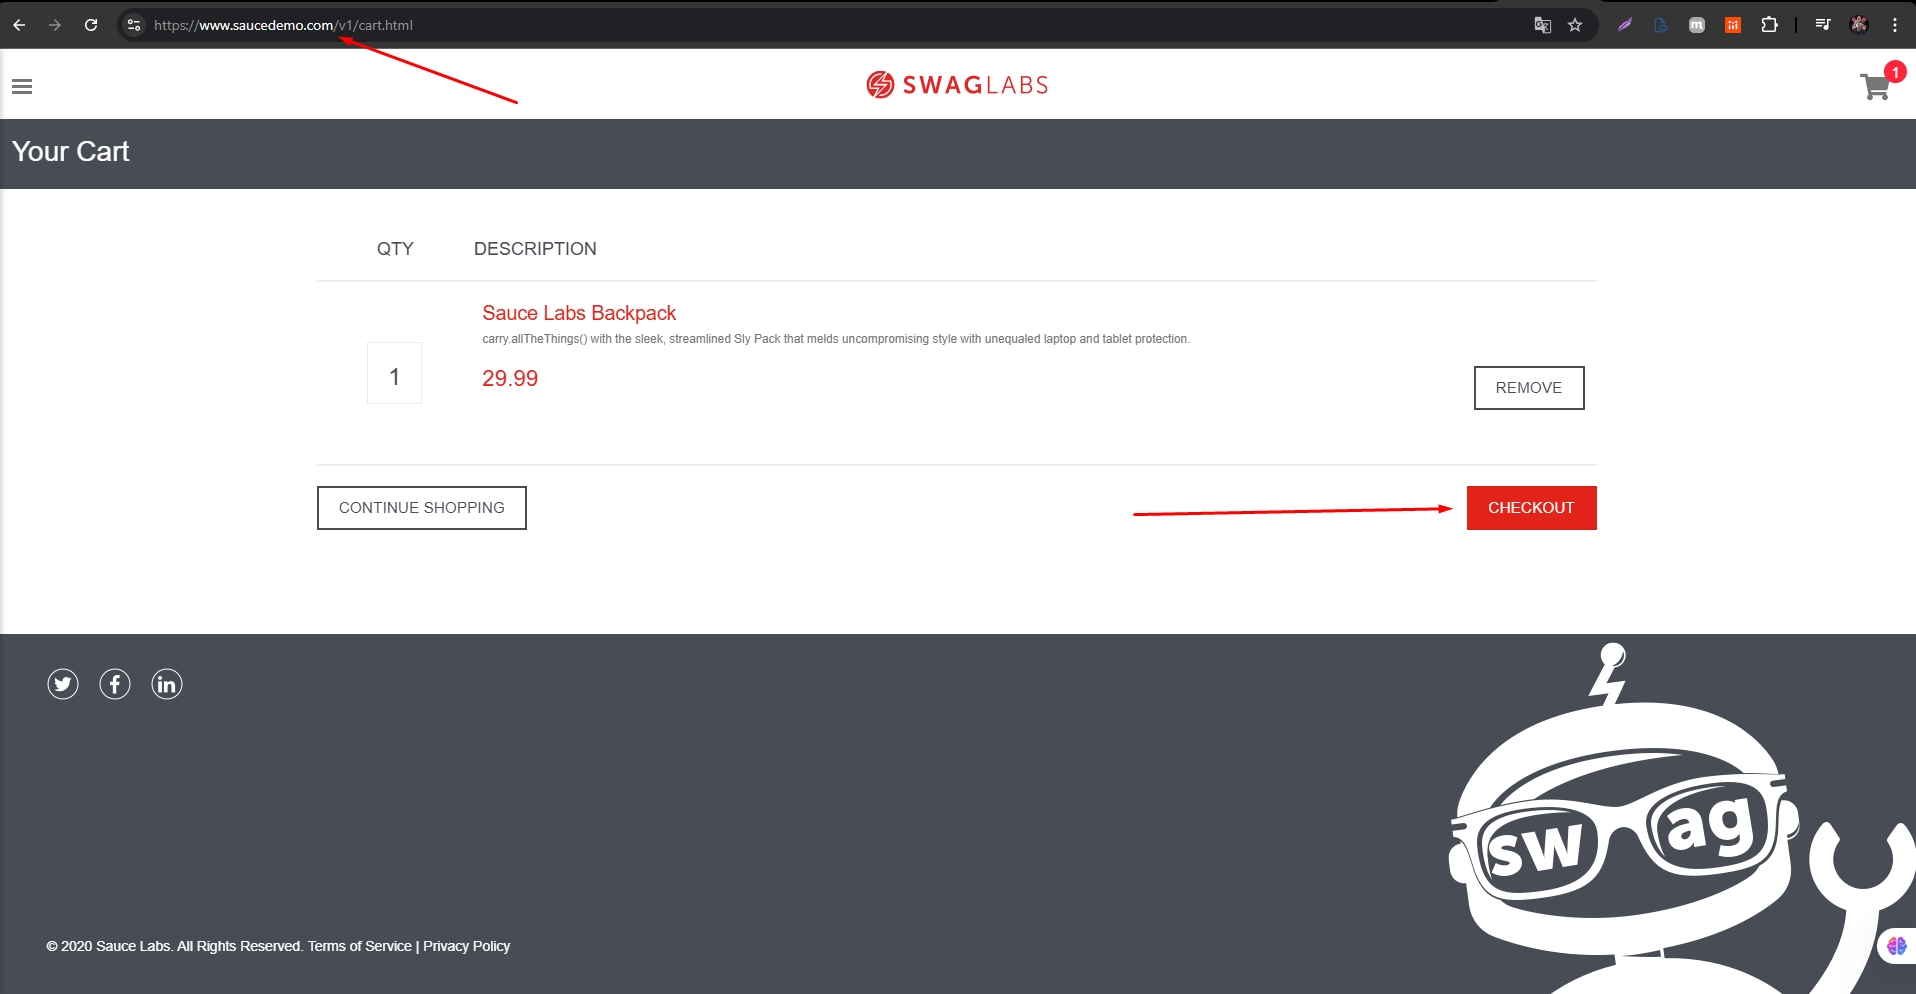 https://www.saucedemo.com/v1/cart.html
SWAGLABS
1
Your Cart
QTY DESCRIPTION
Sauce Labs Backpack
carry.allTheThings() with the sleek, streamlined Sly Pack that melds uncompromising style with unequaled laptop and tablet protection.
1
29.99
REMOVE
CONTINUE SHOPPING
CHECKOUT
sw ag
© 2020 Sauce Labs. All Rights Reserved. Terms of Service | Privacy Policy